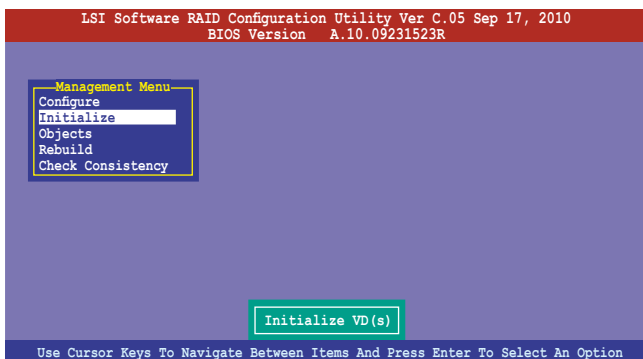 LSI Software RAID Configuration Utility Ver C.05 Sep 17, 2010
BIOS Version A.10.09231523R
Management Menu
Configure
Initialize
Objects
Rebuild
Check Consistency
Initialize VD(s)
Use Cursor Keys To Navigate Between Items And Press Enter To Select An Option